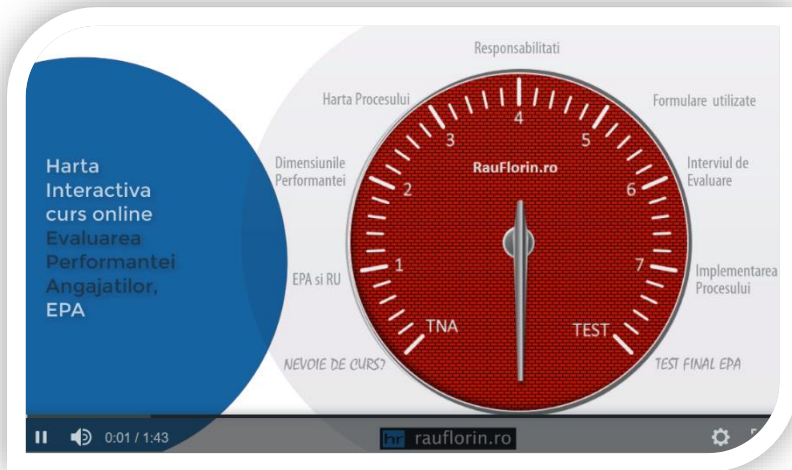 Harta
Interactiva
curs online
Evaluarea
Performantei
Angajatilor,
EPA
Responsabilitati
Harta Procesului
Formulare utilizate
Dimensiunile
Performantei
Interviul de
Evaluare
EPA si RU
Implementarea
Procesului
NEVOIE DE CURS?
TEST FINAL EPA
RauFlorin.ro
TNA
1
2
3
4
5
6
7
TEST
0:01 / 1:43
hr rauflorin.ro